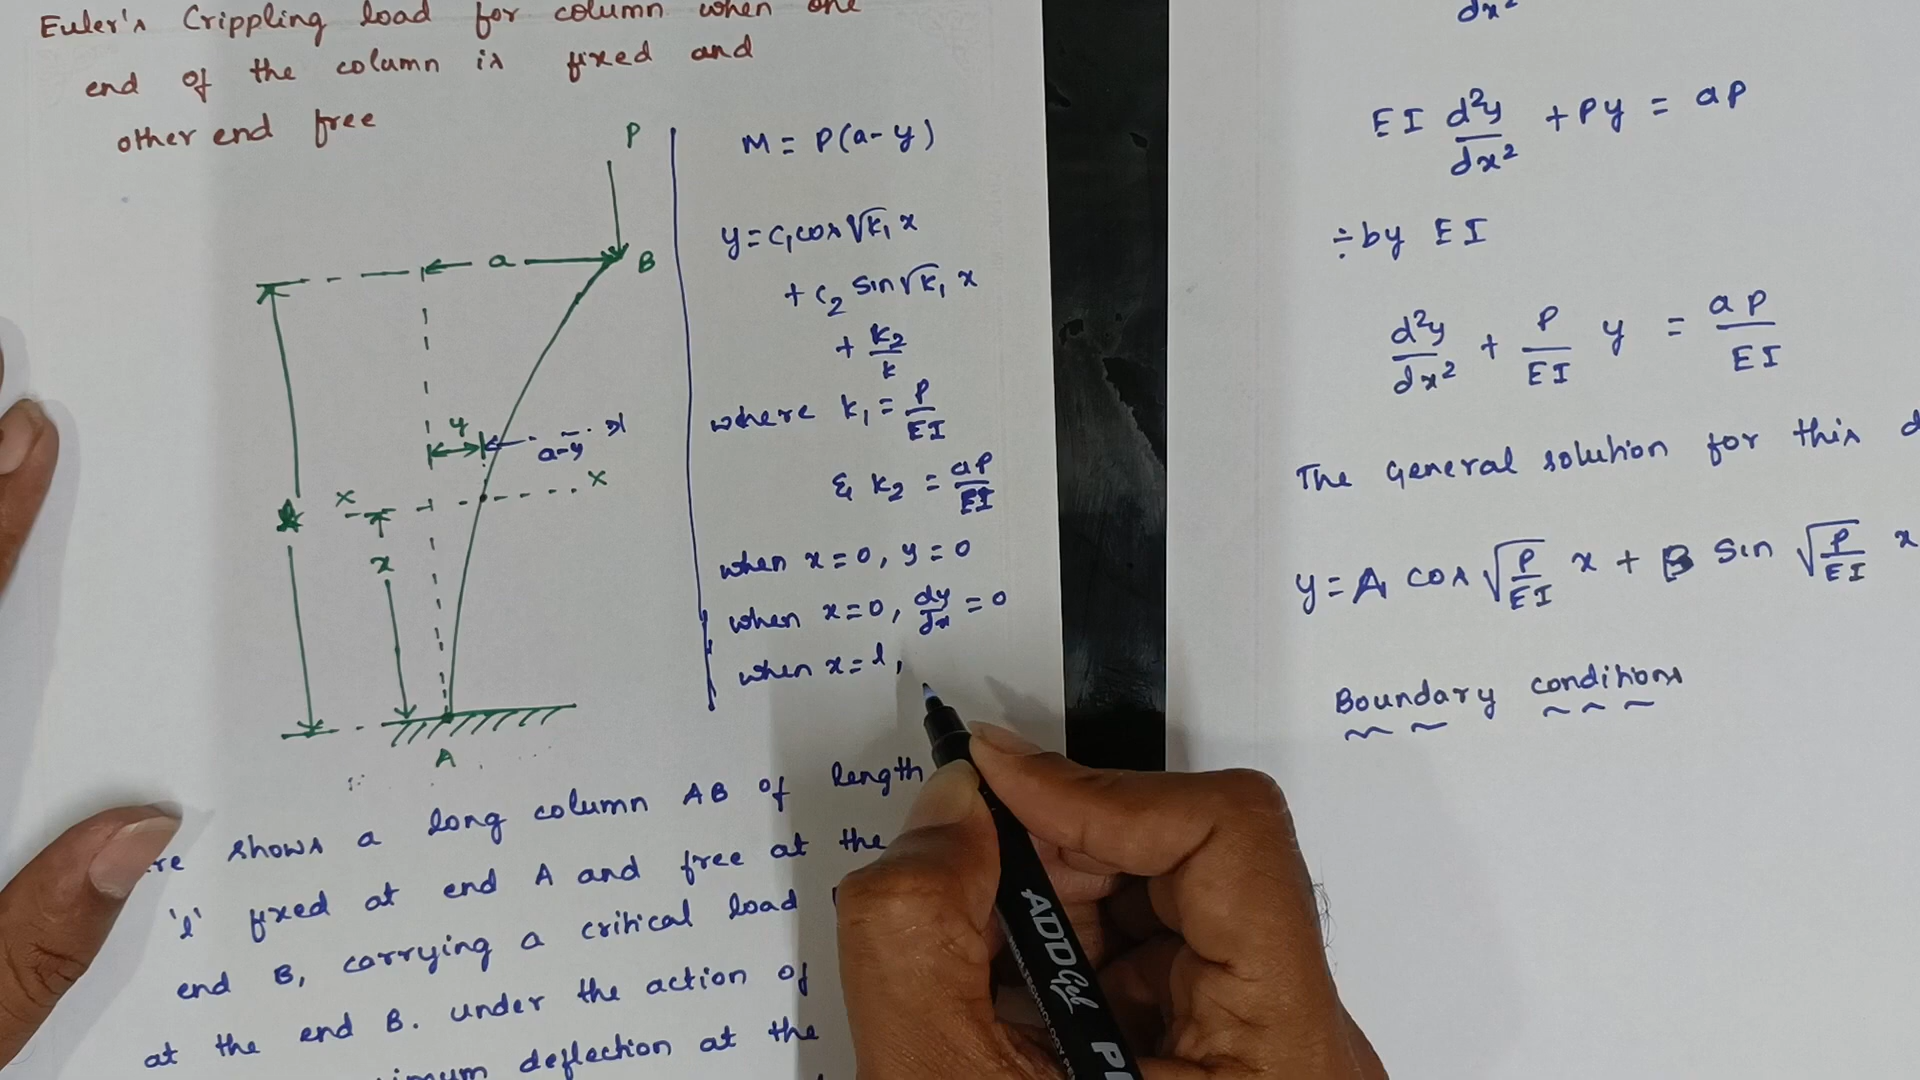 Euler's Crippling load for column when one
end of the column is fixed and
other end free
P
a
B
y
a-y
x
x
x
A
M = P(a-y)
y = c₁cos √k₁ x
+ c₂ sin √k₁ x
+ k₂/k
where k₁ = P/EI
& k₂ = aP/EI
when x=0, y=0
when x=0, dy/dx = 0
when x=l,
shows a long column AB of length
'l' fixed at end A and free at the
end B, carrying a critical load
at the end B. under the action of
deflection at the
dx²
EI d²y/dx² + Py = aP
÷by EI
d²y/dx² + P/EI y = aP/EI
The General solution for this d
y = A cos √P/EI x + B sin √P/EI x
Boundary conditions
ADD Gel